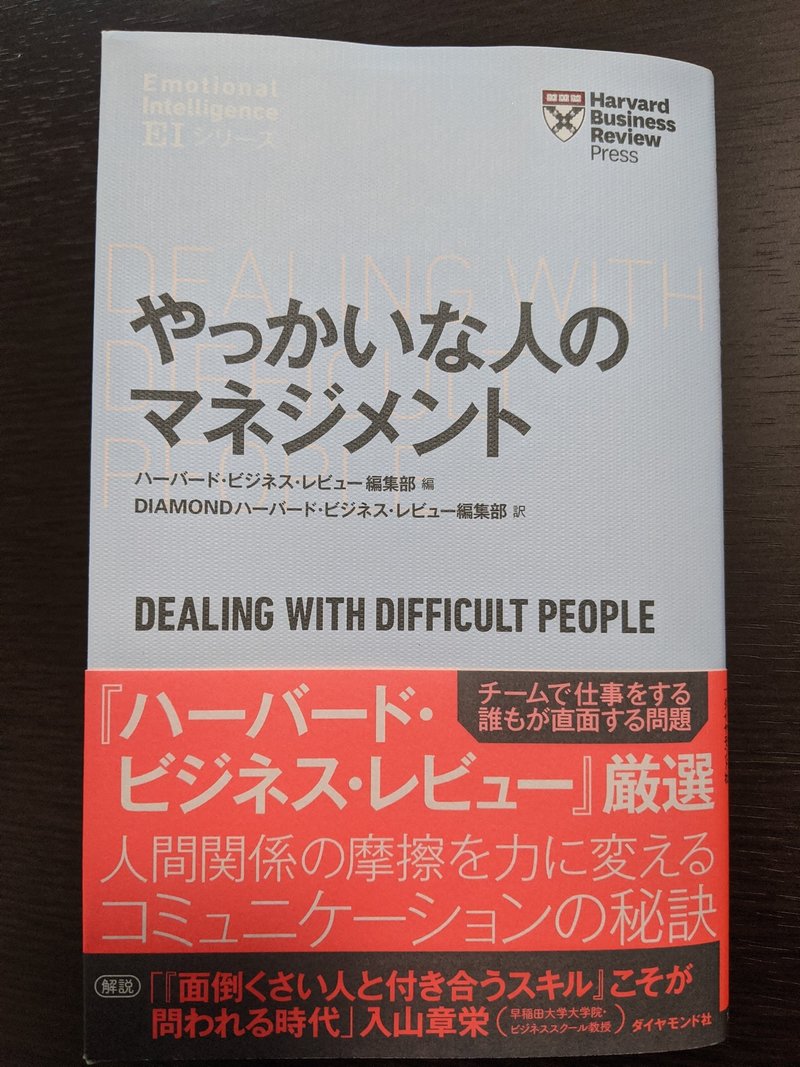 Emotional
Intelligence
EIシリーズ
Harvard
Business
Review
Press
DEALING WITH
DIFFICULT
PEOPLE
やっかいな人の
マネジメント
ハーバード・ビジネス・レビュー編集部 編
DIAMONDハーバード・ビジネス・レビュー編集部 訳
DEALING WITH DIFFICULT PEOPLE
チームで仕事をする
誰もが直面する問題
『ハーバード・
ビジネス・レビュー』厳選
人間関係の摩擦を力に変える
コミュニケーションの秘訣
解説
「『面倒くさい人と付き合うスキル』こそが
問われる時代」入山章栄(早稲田大学大学院・
ビジネススクール教授)
ダイヤモンド社